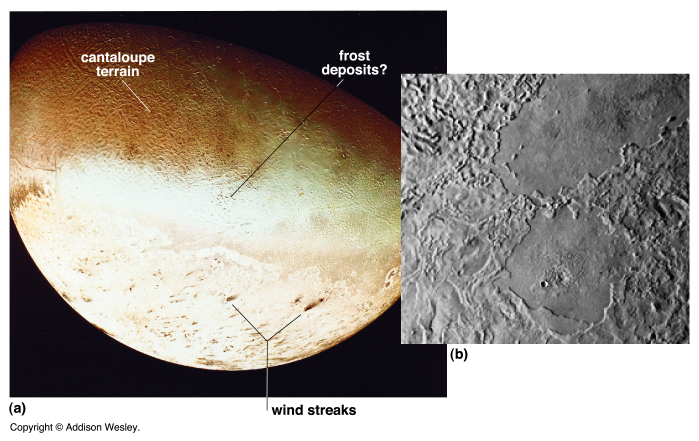 cantaloupe
terrain
frost
deposits?
(b)
wind streaks
(a)
Copyright © Addison Wesley.